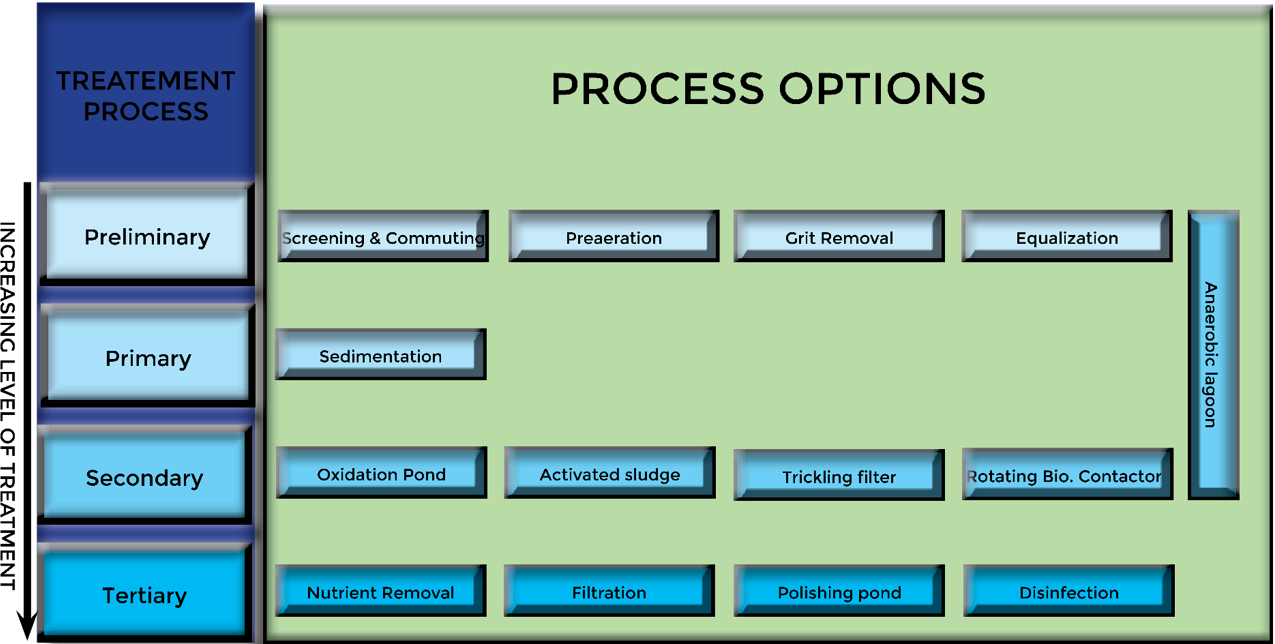 TREATEMENT
PROCESS
PROCESS OPTIONS
INCREASING LEVEL OF TREATMENT
Preliminary
Screening & Commuting
Preaeration
Grit Removal
Equalization
Anaerobic lagoon
Primary
Sedimentation
Secondary
Oxidation Pond
Activated sludge
Trickling filter
Rotating Bio. Contactor
Tertiary
Nutrient Removal
Filtration
Polishing pond
Disinfection